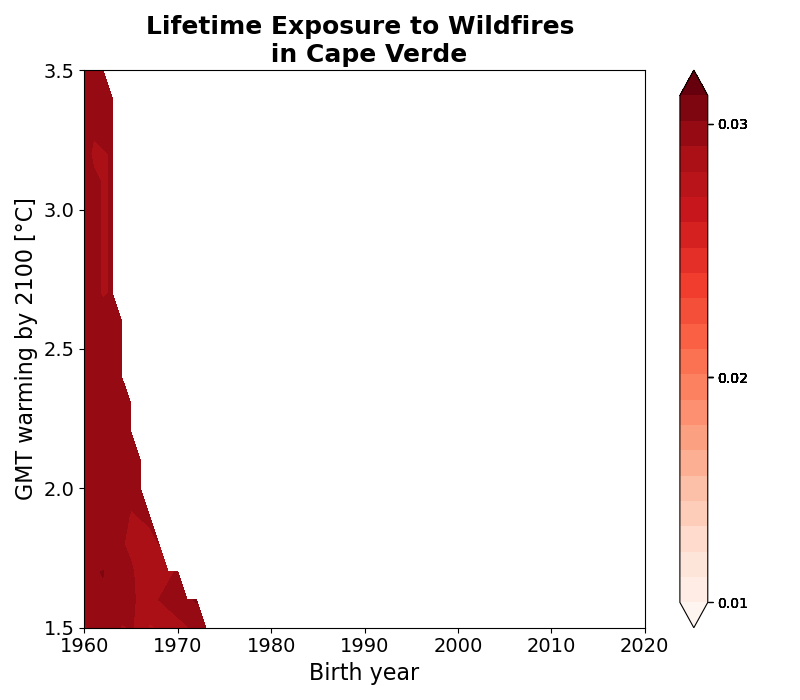 Lifetime Exposure to Wildfires
in Cape Verde
3.5
3.0
2.5
2.0
1.5
GMT warming by 2100 [°C]
1960 1970 1980 1990 2000 2010 2020
Birth year
0.03
0.02
0.01